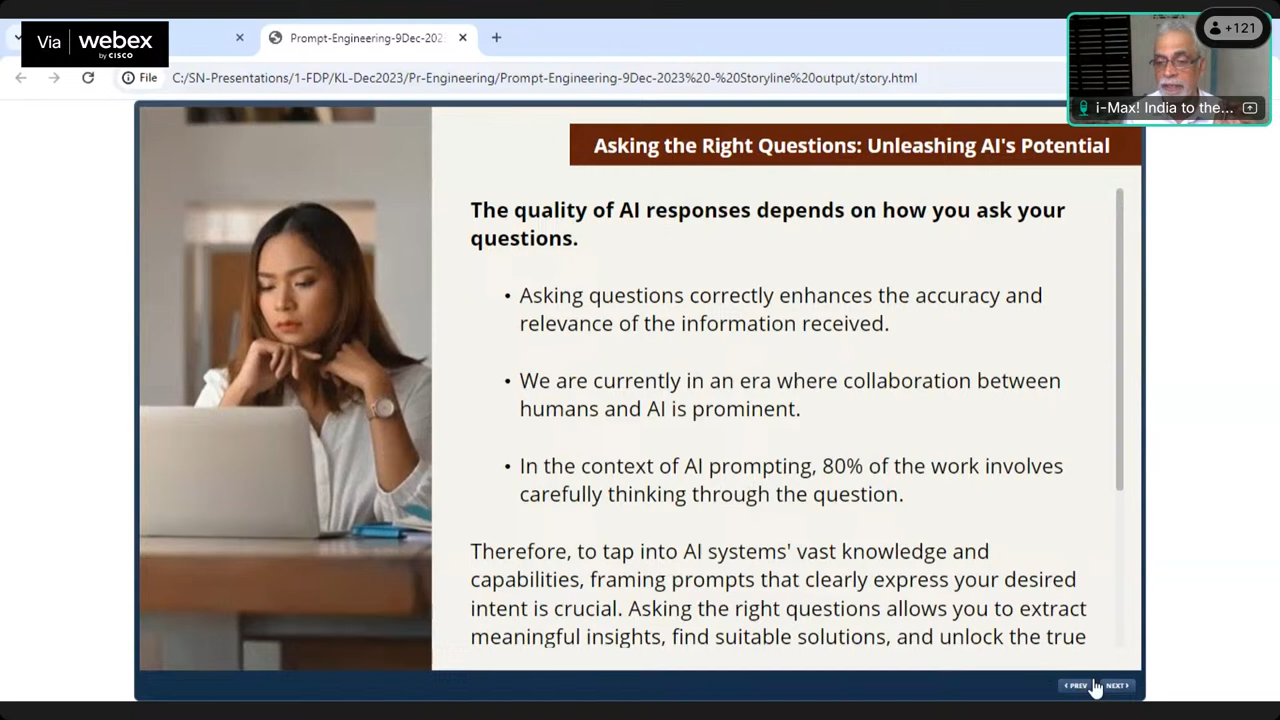 Via webex
by CISCO
Prompt-Engineering-9Dec-202
+121
File C:/SN-Presentations/1-FDP/KL-Dec2023/Pr-Engineering/Prompt-Engineering-9Dec-2023%20-%20Storyline%20output/story.html
i-Max! India to the...
Asking the Right Questions: Unleashing AI's Potential
The quality of AI responses depends on how you ask your
questions.
• Asking questions correctly enhances the accuracy and
relevance of the information received.
• We are currently in an era where collaboration between
humans and AI is prominent.
• In the context of AI prompting, 80% of the work involves
carefully thinking through the question.
Therefore, to tap into AI systems' vast knowledge and
capabilities, framing prompts that clearly express your desired
intent is crucial. Asking the right questions allows you to extract
meaningful insights, find suitable solutions, and unlock the true
PREV NEXT